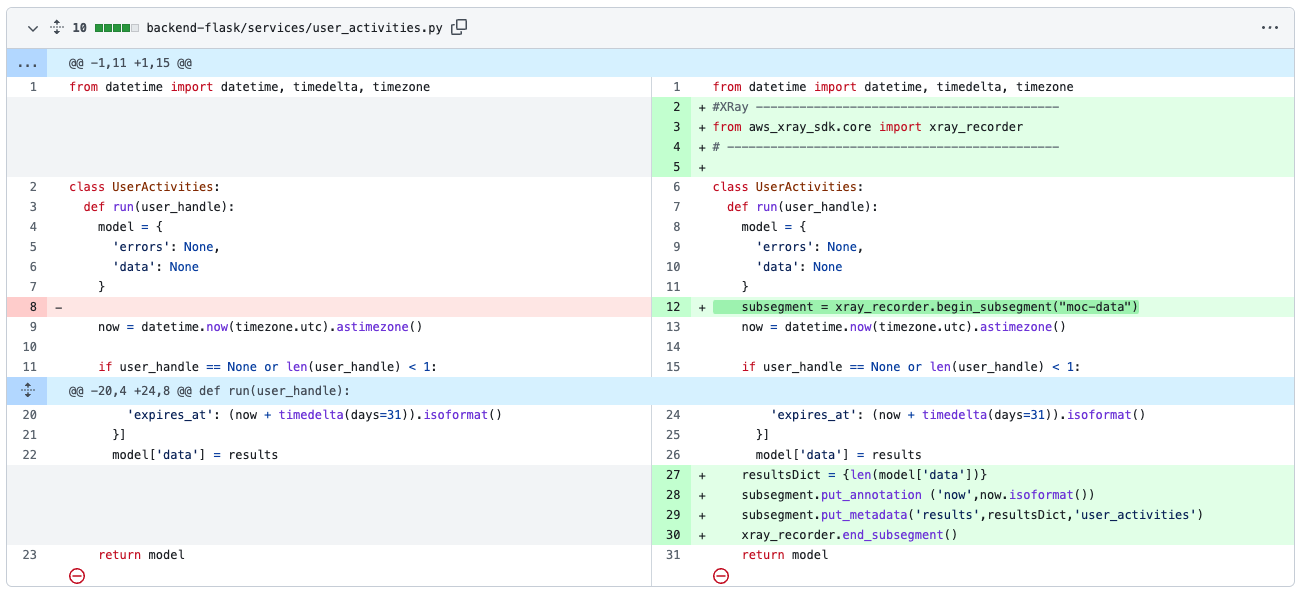 10 backend-flask/services/user_activities.py
... @@ -1,11 +1,15 @@
1 from datetime import datetime, timedelta, timezone
1 from datetime import datetime, timedelta, timezone
2 + #XRay ------------------------------------------
3 + from aws_xray_sdk.core import xray_recorder
4 + # ----------------------------------------------
5 +
2 class UserActivities:
6 class UserActivities:
3 def run(user_handle):
7 def run(user_handle):
4 model = {
8 model = {
5 'errors': None,
9 'errors': None,
6 'data': None
10 'data': None
7 }
11 }
8 -
12 + subsegment = xray_recorder.begin_subsegment("moc-data")
9 now = datetime.now(timezone.utc).astimezone()
13 now = datetime.now(timezone.utc).astimezone()
10
14
11 if user_handle == None or len(user_handle) < 1:
15 if user_handle == None or len(user_handle) < 1:
@@ -20,4 +24,8 @@ def run(user_handle):
20 'expires_at': (now + timedelta(days=31)).isoformat()
24 'expires_at': (now + timedelta(days=31)).isoformat()
21 }]
25 }]
22 model['data'] = results
26 model['data'] = results
27 + resultsDict = {len(model['data'])}
28 + subsegment.put_annotation ('now',now.isoformat())
29 + subsegment.put_metadata('results',resultsDict,'user_activities')
30 + xray_recorder.end_subsegment()
23 return model
31 return model